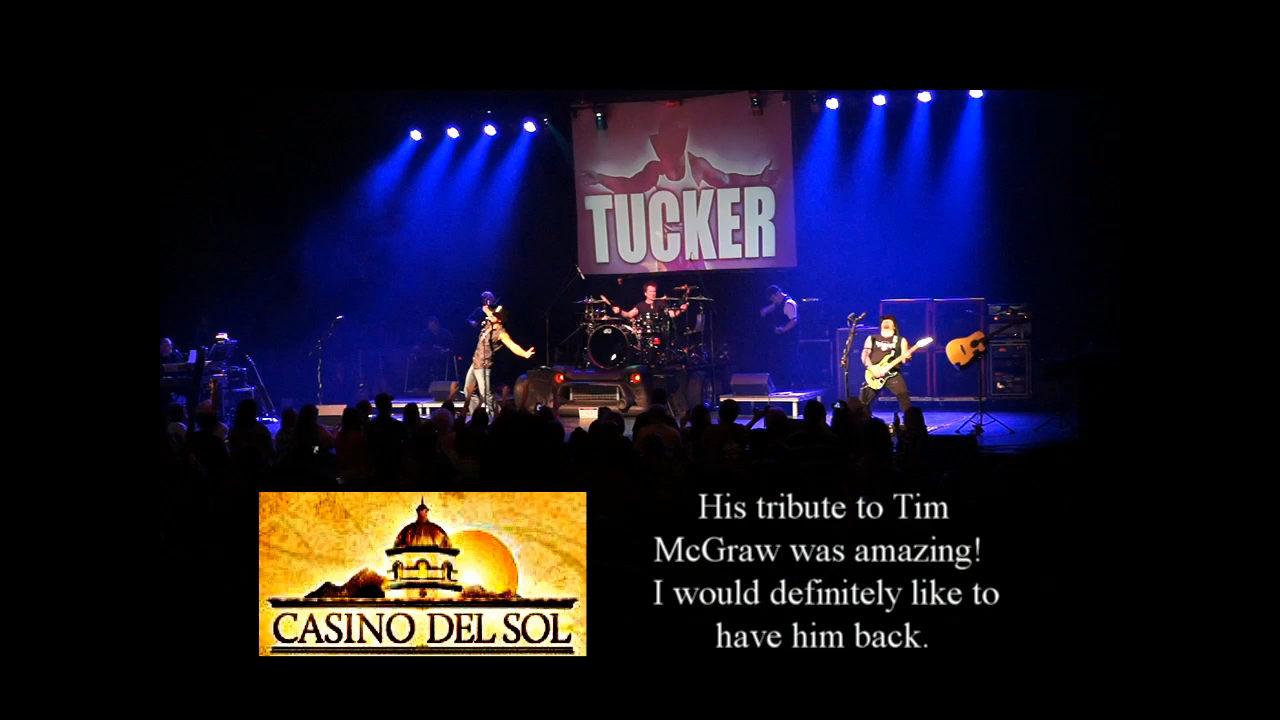 TUCKER
CASINO DEL SOL
His tribute to Tim
McGraw was amazing!
I would definitely like to
have him back.